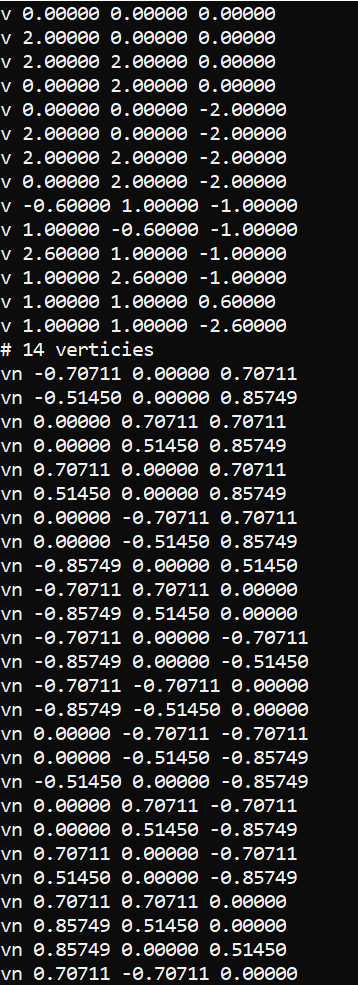 v 0.00000 0.00000 0.00000
v 2.00000 0.00000 0.00000
v 2.00000 2.00000 0.00000
v 0.00000 2.00000 0.00000
v 0.00000 0.00000 -2.00000
v 2.00000 0.00000 -2.00000
v 2.00000 2.00000 -2.00000
v 0.00000 2.00000 -2.00000
v -0.60000 1.00000 -1.00000
v 1.00000 -0.60000 -1.00000
v 2.60000 1.00000 -1.00000
v 1.00000 2.60000 -1.00000
v 1.00000 1.00000 0.60000
v 1.00000 1.00000 -2.60000
# 14 verticies
vn -0.70711 0.00000 0.70711
vn -0.51450 0.00000 0.85749
vn 0.00000 0.70711 0.70711
vn 0.00000 0.51450 0.85749
vn 0.70711 0.00000 0.70711
vn 0.51450 0.00000 0.85749
vn 0.00000 -0.70711 0.70711
vn 0.00000 -0.51450 0.85749
vn -0.85749 0.00000 0.51450
vn -0.70711 0.70711 0.00000
vn -0.85749 0.51450 0.00000
vn -0.70711 0.00000 -0.70711
vn -0.85749 0.00000 -0.51450
vn -0.70711 -0.70711 0.00000
vn -0.85749 -0.51450 0.00000
vn 0.00000 -0.70711 -0.70711
vn 0.00000 -0.51450 -0.85749
vn -0.51450 0.00000 -0.85749
vn 0.00000 0.70711 -0.70711
vn 0.00000 0.51450 -0.85749
vn 0.70711 0.00000 -0.70711
vn 0.51450 0.00000 -0.85749
vn 0.70711 0.70711 0.00000
vn 0.85749 0.51450 0.00000
vn 0.85749 0.00000 0.51450
vn 0.70711 -0.70711 0.00000